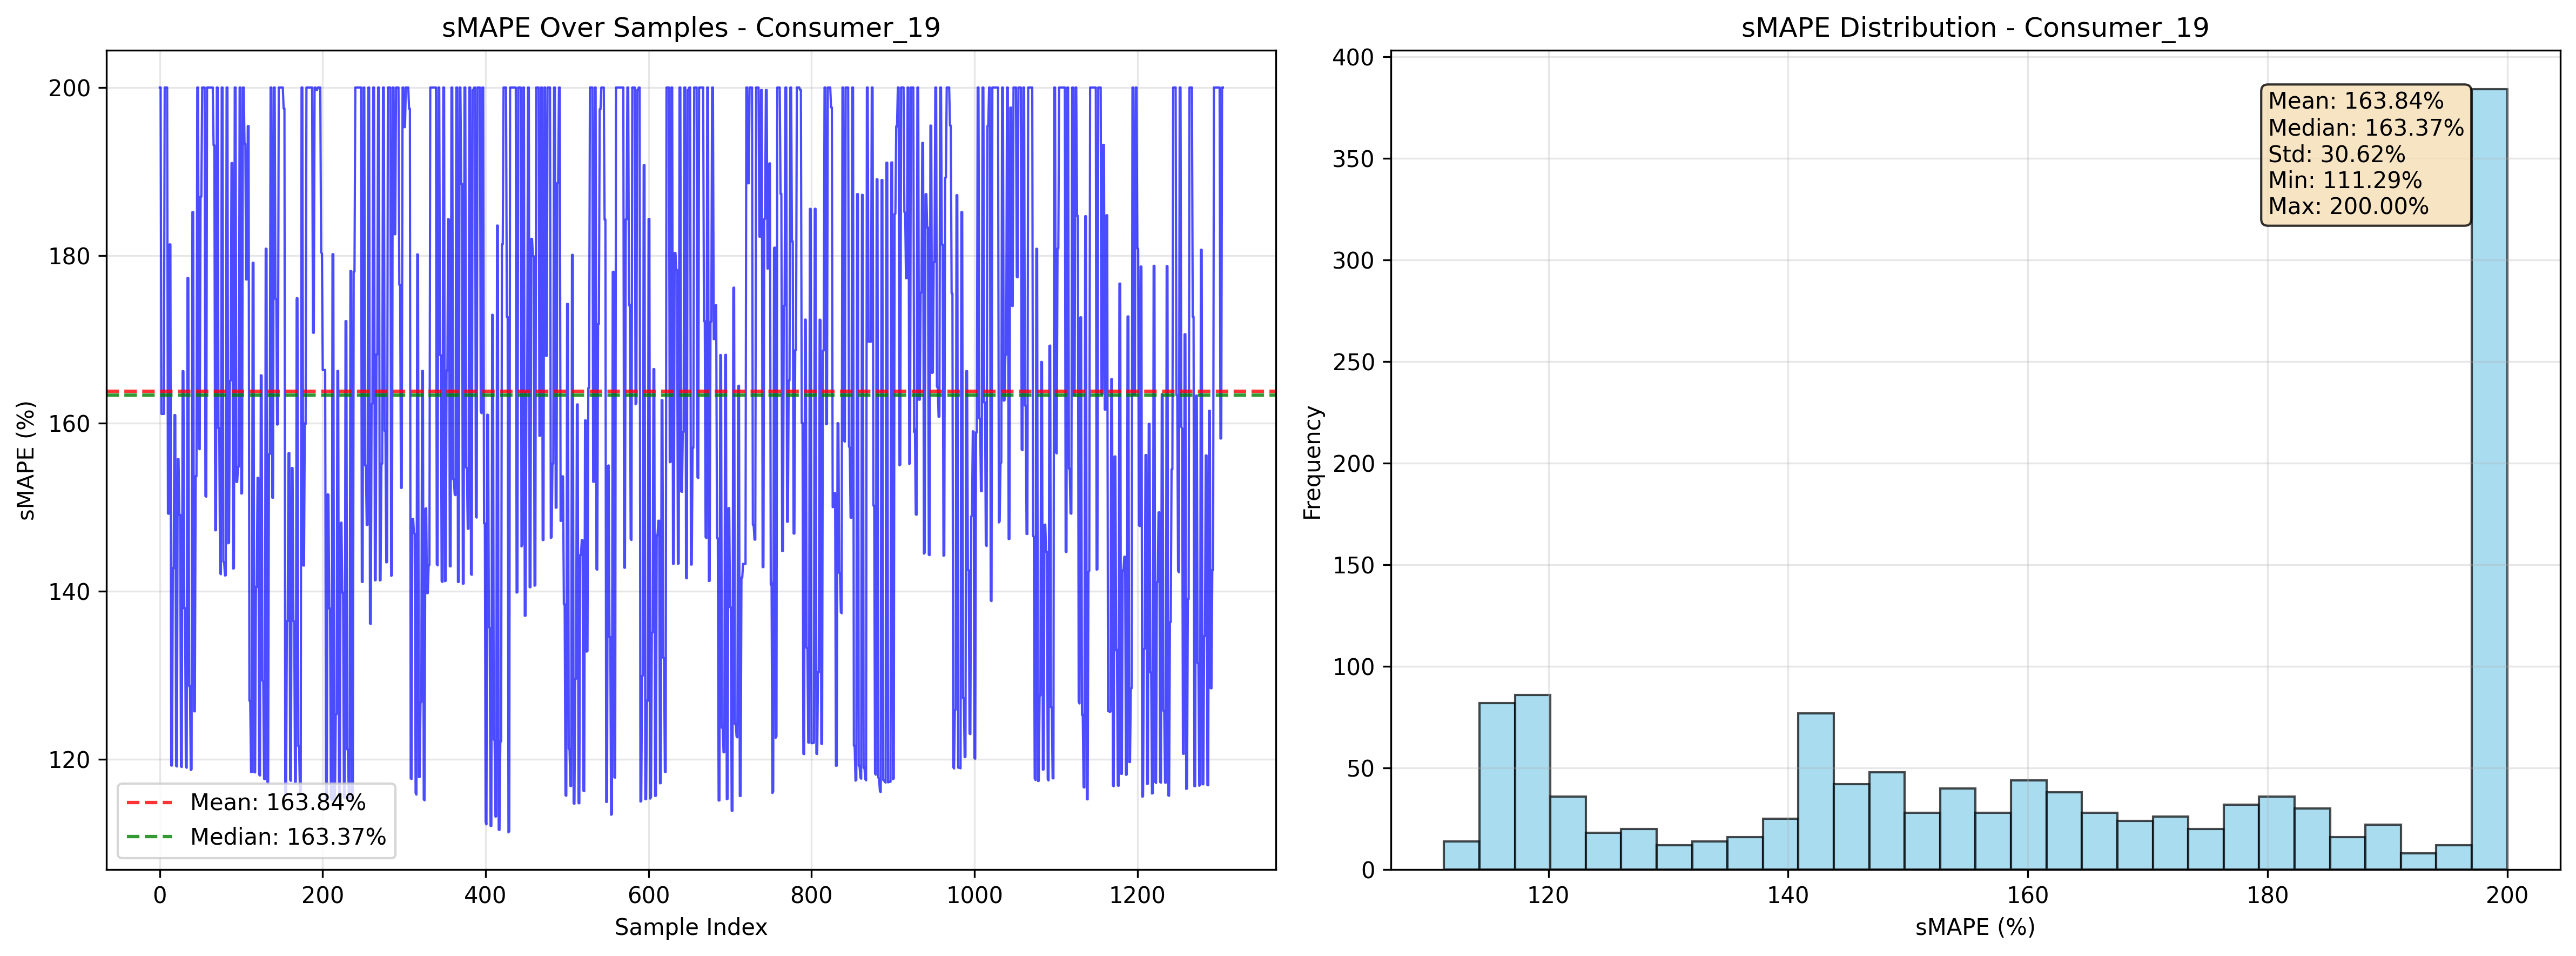 sMAPE Over Samples - Consumer_19
sMAPE (%)
200
180
160
140
120
0
200
400
600
800
1000
1200
Sample Index
Mean: 163.84%
Median: 163.37%
sMAPE Distribution - Consumer_19
Frequency
400
350
300
250
200
150
100
50
0
120
140
160
180
200
sMAPE (%)
Mean: 163.84%
Median: 163.37%
Std: 30.62%
Min: 111.29%
Max: 200.00%